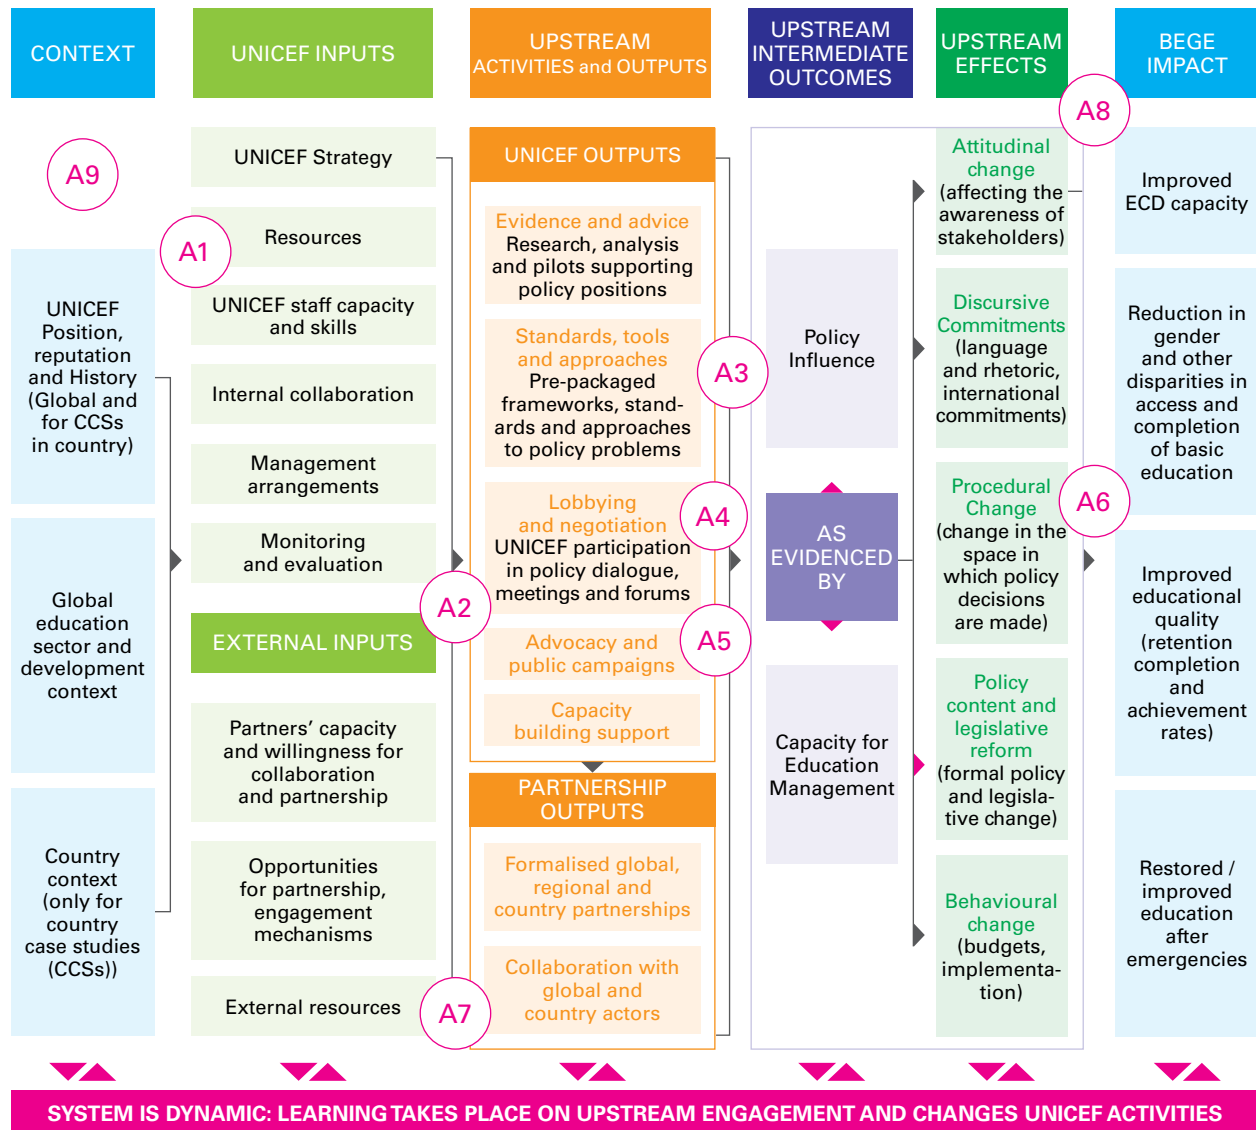 CONTEXT
UNICEF INPUTS
UPSTREAM
ACTIVITIES and OUTPUTS
UPSTREAM
INTERMEDIATE
OUTCOMES
UPSTREAM
EFFECTS
BEGE
IMPACT
A9
UNICEF
Position,
reputation
and History
(Global and
for CCSs
in country)
Global
education
sector and
development
context
Country
context
(only for
country
case studies
(CCSs))
A1
UNICEF Strategy
Resources
UNICEF staff capacity
and skills
Internal collaboration
Management
arrangements
Monitoring
and evaluation
EXTERNAL INPUTS
Partners’ capacity
and willingness for
collaboration
and partnership
Opportunities
for partnership,
engagement
mechanisms
External resources
A2
A7
UNICEF OUTPUTS
Evidence and advice
Research, analysis
and pilots supporting
policy positions
Standards, tools
and approaches
Pre-packaged
frameworks, stand-
ards and approaches
to policy problems
Lobbying
and negotiation
UNICEF participation
in policy dialogue,
meetings and forums
Advocacy and
public campaigns
Capacity
building support
PARTNERSHIP
OUTPUTS
Formalised global,
regional and
country partnerships
Collaboration with
global and
country actors
A3
A4
A5
Policy
Influence
AS
EVIDENCED
BY
Capacity for
Education
Management
Attitudinal
change
(affecting the
awareness of
stakeholders)
Discursive
Commitments
(language
and rhetoric,
international
commitments)
Procedural
Change
(change in the
space in
which policy
decisions
are made)
Policy
content and
legislative
reform
(formal policy
and legisla-
tive change)
Behavioural
change
(budgets,
implementa-
tion)
A8
A6
Improved
ECD capacity
Reduction in
gender
and other
disparities in
access and
completion
of basic
education
Improved
educational
quality
(retention
completion
and
achievement
rates)
Restored /
improved
education
after
emergencies
SYSTEM IS DYNAMIC: LEARNING TAKES PLACE ON UPSTREAM ENGAGEMENT AND CHANGES UNICEF ACTIVITIES